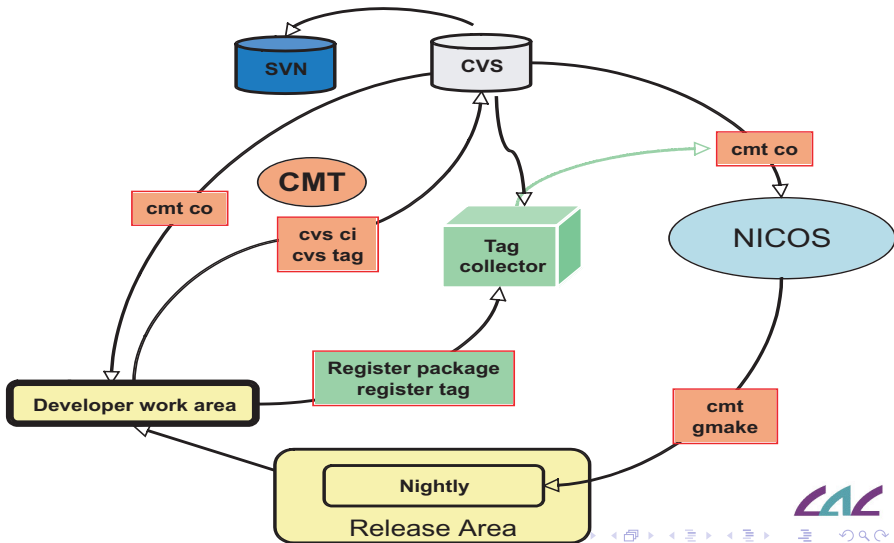 SVN
CVS
cmt co
CMT
cmt co
cvs ci
cvs tag
Tag
collector
NICOS
Register package
register tag
Developer work area
cmt
gmake
Nightly
Release Area
LAC